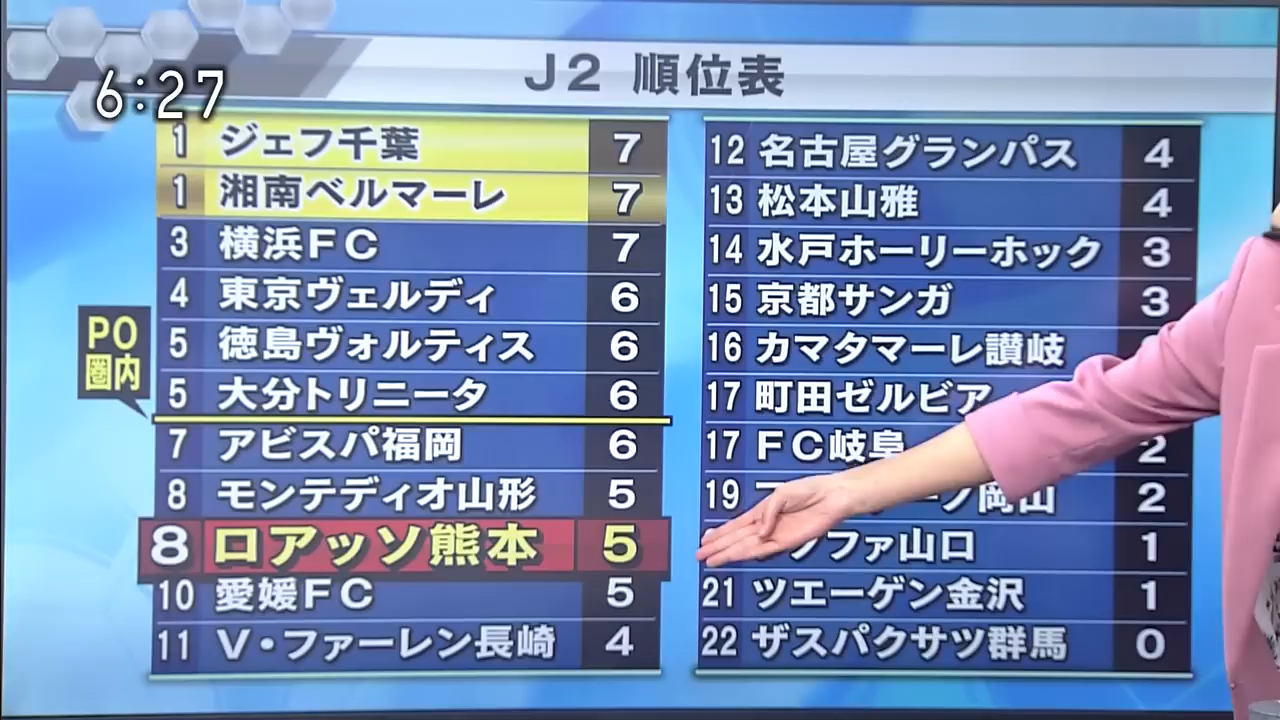 J2 順位表
6:27
1 ジェフ千葉 7
1 湘南ベルマーレ 7
3 横浜FC 7
4 東京ヴェルディ 6
PO
圏内
5 徳島ヴォルティス 6
5 大分トリニータ 6
7 アビスパ福岡 6
8 モンテディオ山形 5
8 ロアッソ熊本 5
10 愛媛FC 5
11 V・ファーレン長崎 4
12 名古屋グランパス 4
13 松本山雅 4
14 水戸ホーリーホック 3
15 京都サンガ 3
16 カマタマーレ讃岐
17 町田ゼルビア
17 FC岐阜 2
19 岡山 2
ファ山口 1
21 ツエーゲン金沢 1
22 ザスパクサツ群馬 0